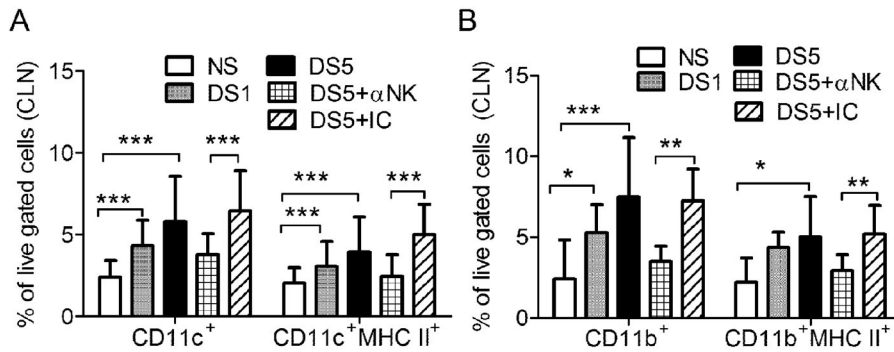 A
% of live gated cells (CLN)
15
10
5
0
NS
DS5
DS1
DS5+αNK
DS5+IC
***
***
***
***
***
***
CD11c+
CD11c+MHC II+
B
% of live gated cells (CLN)
15
10
5
0
NS
DS5
DS1
DS5+αNK
DS5+IC
***
*
**
*
**
CD11b+
CD11b+MHC II+